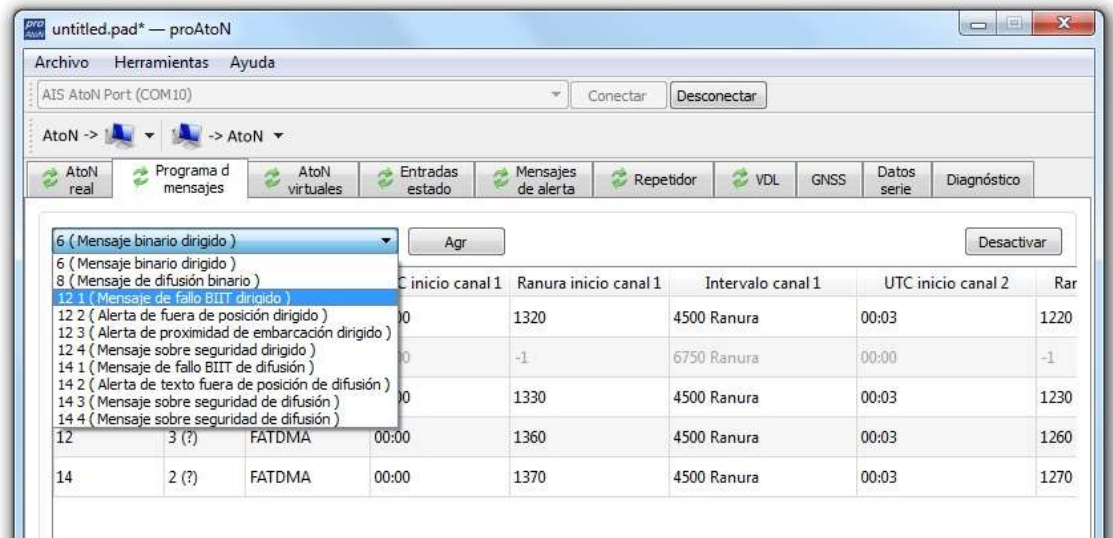 pro AtoN untitled.pad* — proAtoN
Archivo Herramientas Ayuda
AIS AtoN Port (COM10) Conectar Desconectar
AtoN -> -> AtoN
AtoN real
Programa d mensajes
AtoN virtuales
Entradas estado
Mensajes de alerta
Repetidor
VDL
GNSS
Datos serie
Diagnóstico
6 ( Mensaje binario dirigido ) Agr Desactivar
6 ( Mensaje binario dirigido )
8 ( Mensaje de difusión binario )
12 1 ( Mensaje de fallo BIIT dirigido )
12 2 ( Alerta de fuera de posición dirigido )
12 3 ( Alerta de proximidad de embarcación dirigido )
12 4 ( Mensaje sobre seguridad dirigido )
14 1 ( Mensaje de fallo BIIT de difusión )
14 2 ( Alerta de texto fuera de posición de difusión )
14 3 ( Mensaje sobre seguridad de difusión )
14 4 ( Mensaje sobre seguridad de difusión )
C inicio canal 1 Ranura inicio canal 1 Intervalo canal 1 UTC inicio canal 2 Ran
00 1320 4500 Ranura 00:03 1220
00 -1 6750 Ranura 00:00 -1
00 1330 4500 Ranura 00:03 1230
12 3 (?) FATDMA 00:00 1360 4500 Ranura 00:03 1260
14 2 (?) FATDMA 00:00 1370 4500 Ranura 00:03 1270